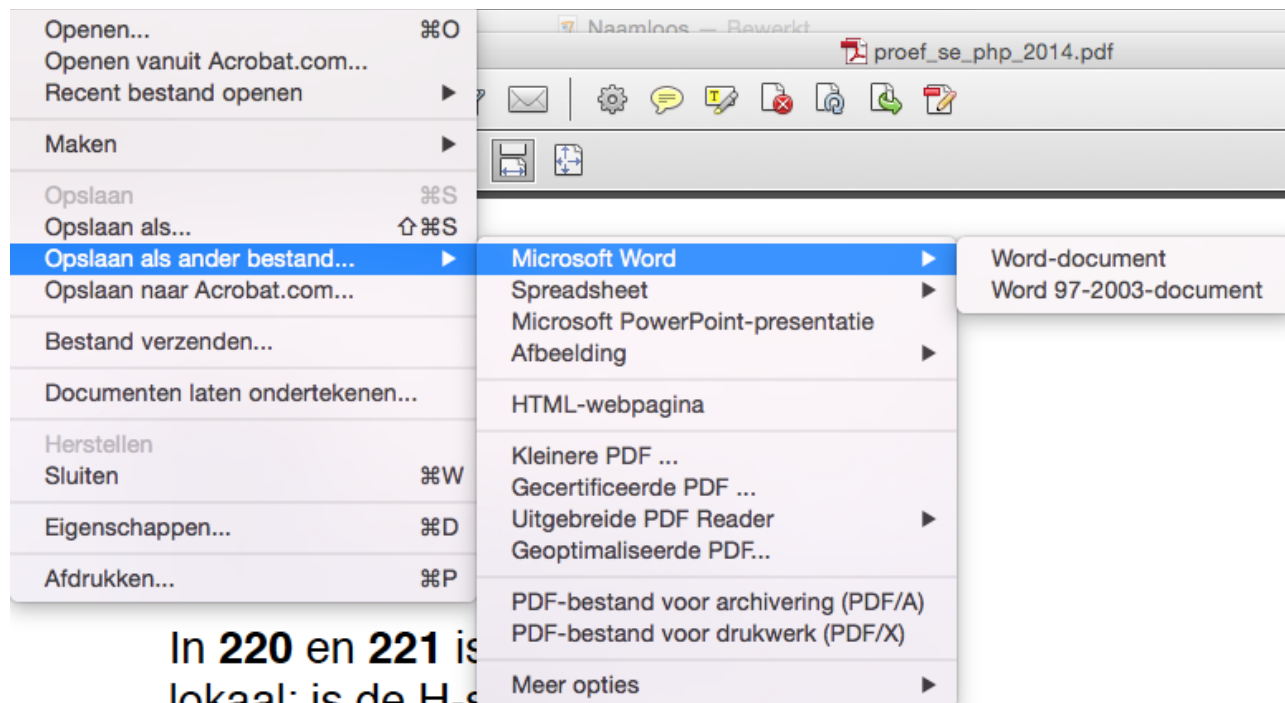 Naamloos — Bewerkt
proef_se_php_2014.pdf
Openen... ⌘O
Openen vanuit Acrobat.com...
Recent bestand openen ▶
Maken ▶
Opslaan ⌘S
Opslaan als... ⇧⌘S
Opslaan als ander bestand... ▶
Opslaan naar Acrobat.com...
Bestand verzenden...
Documenten laten ondertekenen...
Herstellen
Sluiten ⌘W
Eigenschappen... ⌘D
Afdrukken... ⌘P
Microsoft Word ▶
Spreadsheet ▶
Microsoft PowerPoint-presentatie
Afbeelding ▶
HTML-webpagina
Kleinere PDF ...
Gecertificeerde PDF ...
Uitgebreide PDF Reader ▶
Geoptimaliseerde PDF...
PDF-bestand voor archivering (PDF/A)
PDF-bestand voor drukwerk (PDF/X)
Meer opties ▶
Word-document
Word 97-2003-document
In 220 en 221 is
lokaal: is de H-s